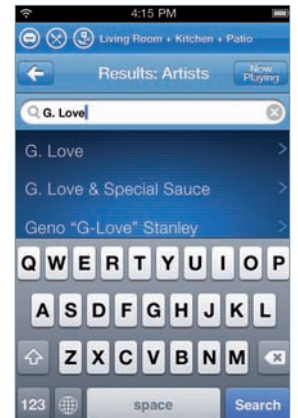 4:15 PM
Living Room + Kitchen + Patio
Results: Artists
Now Playing
G. Love
G. Love
G. Love & Special Sauce
Geno "G-Love" Stanley
Q W E R T Y U I O P
A S D F G H J K L
Z X C V B N M
123 space Search